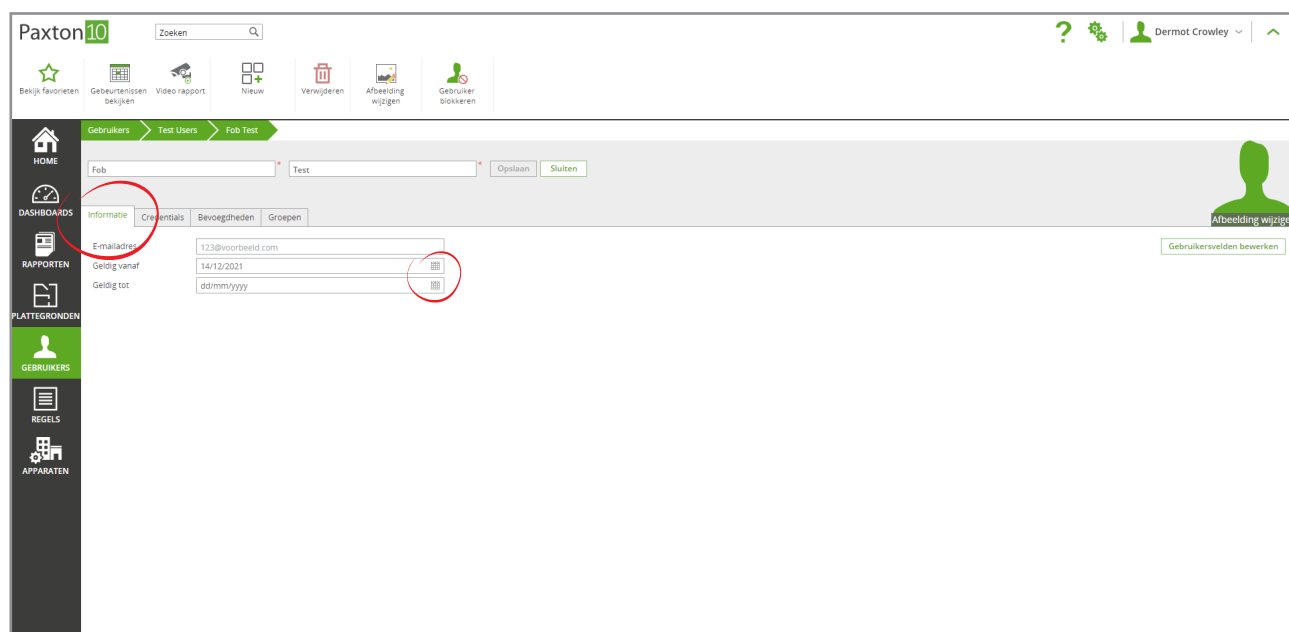 Paxton10
Zoeken
? Dermot Crowley
Bekijk favorieten
Gebeurtenissen bekijken
Video rapport
Nieuw
Verwijderen
Afbeelding wijzigen
Gebruiker blokkeren
Gebruikers Test Users Fob Test
Fob * Test * Opslaan Sluiten
Afbeelding wijzige
Informatie Credentials Bevoegdheden Groepen
E-mailadres 123@voorbeeld.com
Gebruikersvelden bewerken
Geldig vanaf 14/12/2021
Geldig tot dd/mm/yyyy
HOME
DASHBOARDS
RAPPORTEN
PLATTEGRONDEN
GEBRUIKERS
REGELS
APPARATEN